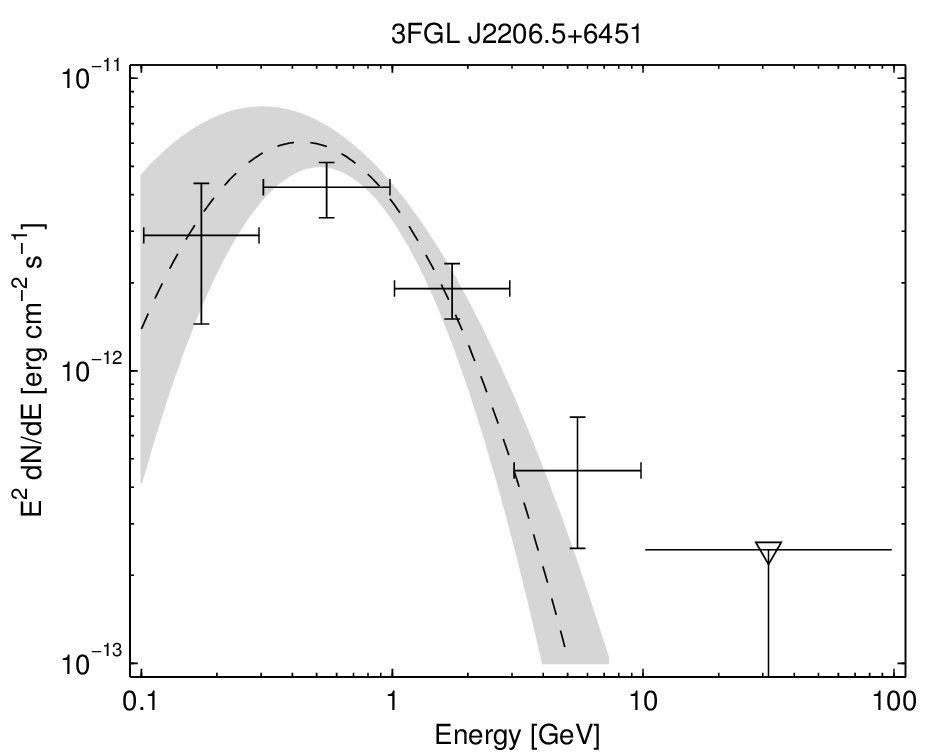 3FGL J2206.5+6451
10⁻¹¹
10⁻¹²
10⁻¹³
E² dN/dE [erg cm⁻² s⁻¹]
0.1 1 10 100
Energy [GeV]